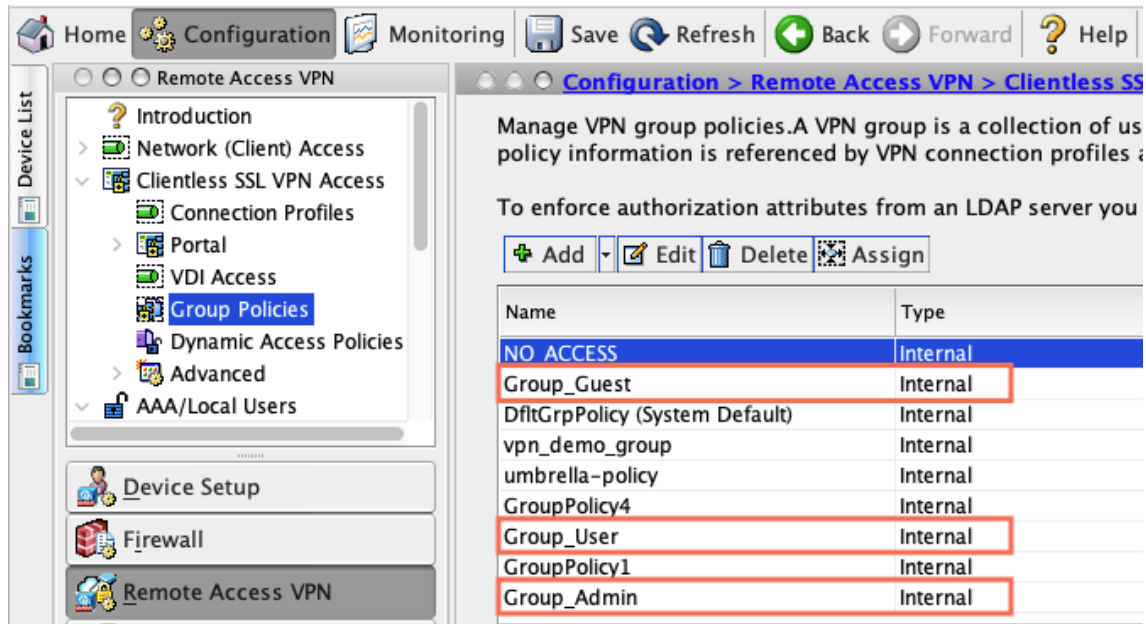 Home Configuration Monitoring Save Refresh Back Forward Help
Device List
Bookmarks
Remote Access VPN
Introduction
Network (Client) Access
Clientless SSL VPN Access
Connection Profiles
Portal
VDI Access
Group Policies
Dynamic Access Policies
Advanced
AAA/Local Users
Device Setup
Firewall
Remote Access VPN
Configuration > Remote Access VPN > Clientless SS
Manage VPN group policies.A VPN group is a collection of us
policy information is referenced by VPN connection profiles a
To enforce authorization attributes from an LDAP server you
Add Edit Delete Assign
Name Type
NO_ACCESS Internal
Group_Guest Internal
DfltGrpPolicy (System Default) Internal
vpn_demo_group Internal
umbrella-policy Internal
GroupPolicy4 Internal
Group_User Internal
GroupPolicy1 Internal
Group_Admin Internal